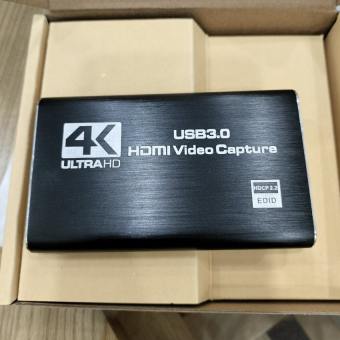 4K
ULTRAHD
USB3.0
HDMI Video Capture
HDCP 2.2
EDID